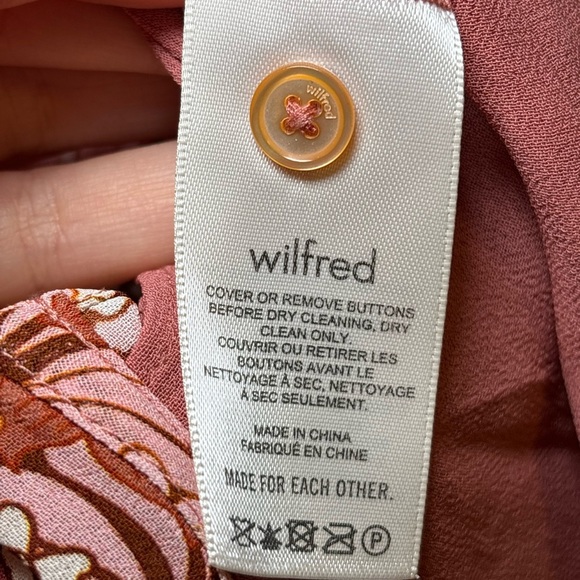 wilfred
wilfred
COVER OR REMOVE BUTTONS
BEFORE DRY CLEANING, DRY
CLEAN ONLY.
COUVRIR OU RETIRER LES
BOUTONS AVANT LE
NETTOYAGE À SEC, NETTOYAGE
À SEC SEULEMENT.
MADE IN CHINA
FABRIQUÉ EN CHINE
MADE FOR EACH OTHER.
P